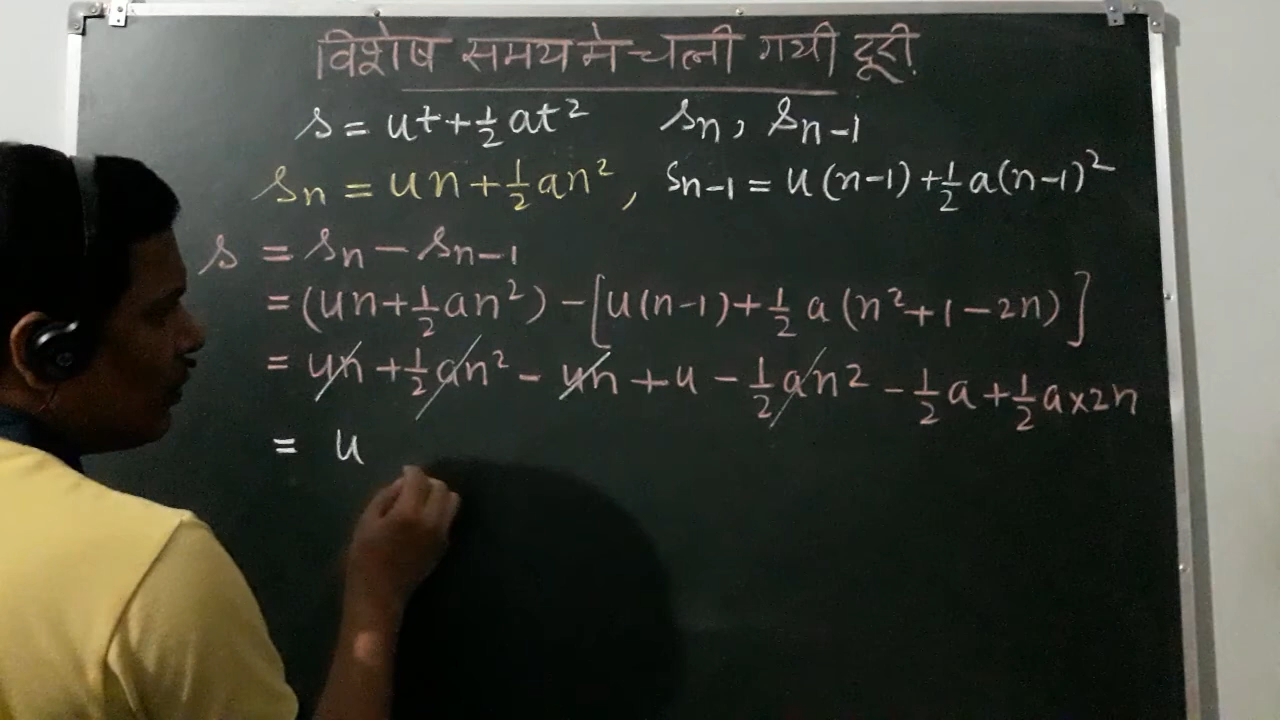 विशेष समय मे चली गयी दूरी.
s = ut + ½ at²   Sn, Sn-1
Sn = un + ½ an², Sn-1 = u(n-1) + ½ a(n-1)²
s = Sn - Sn-1
= (un + ½ an²) - [u(n-1) + ½ a (n² + 1 - 2n)]
= un + ½ an² - un + u - ½ an² - ½ a + ½ a x 2n
= u